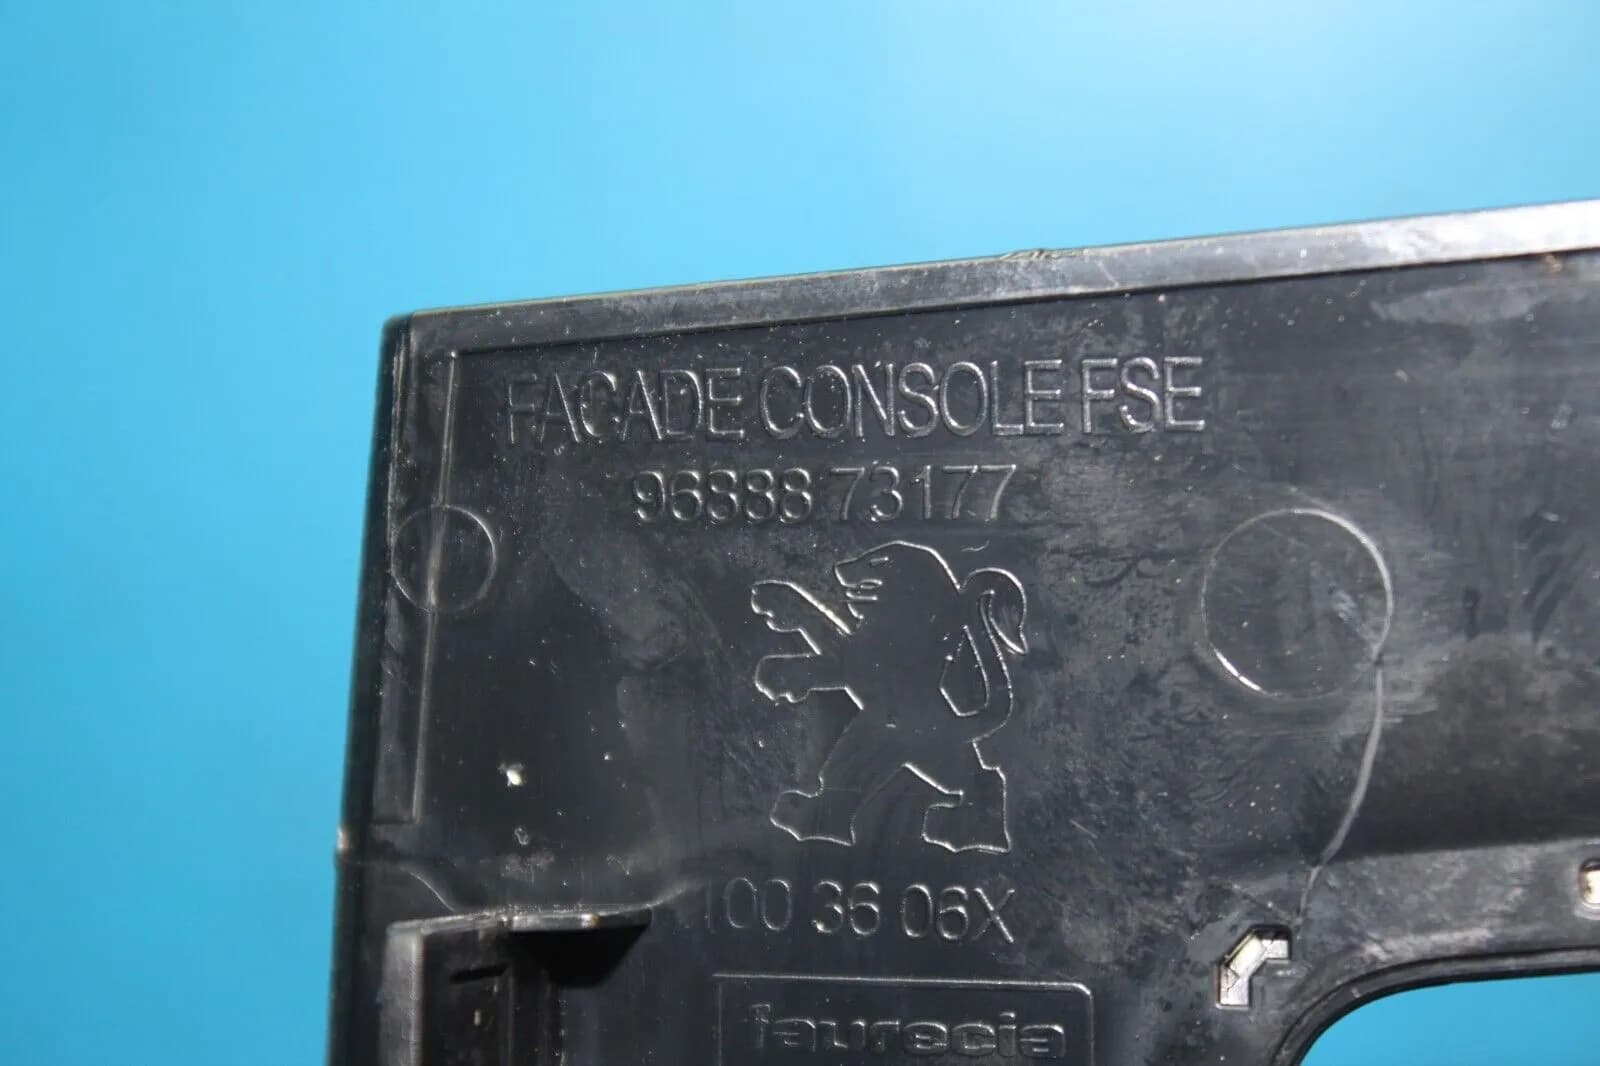 FACADE CONSOLE FSE
96888 73177
100 36 06X
faurecia